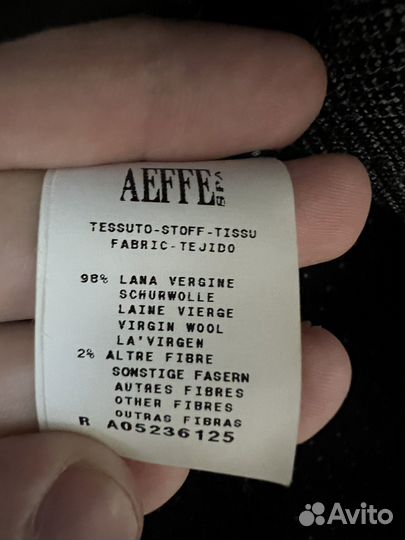 AEFFE SPA
TESSUTO-STOFF-TISSU
FABRIC-TEJIDO
98% LANA VERGINE
SCHURWOLLE
LAINE VIERGE
VIRGIN WOOL
LA'VIRGEN
2% ALTRE FIBRE
SONSTIGE FASERN
AUTRES FIBRES
OTHER FIBRES
OUTRAS FIBRAS
R A05236125
Avito